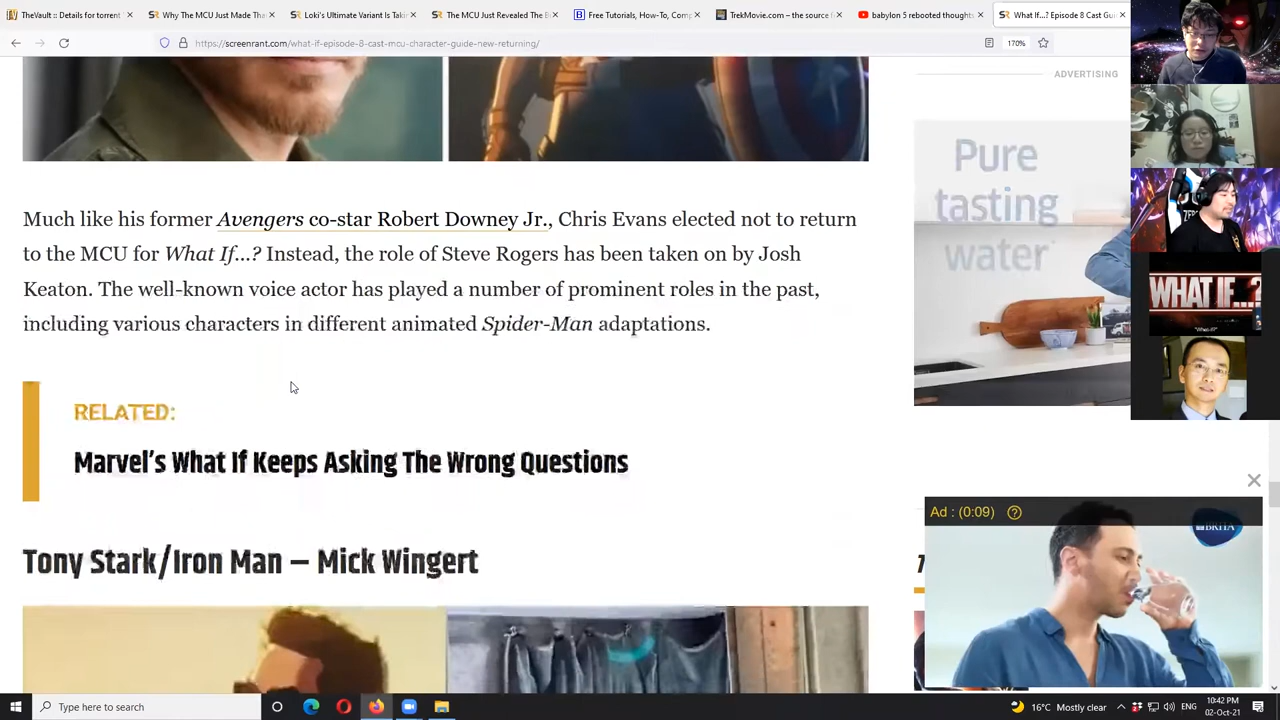 TheVault :: Details for torrent
Why The MCU Just Made Tha
Loki's Ultimate Variant Is Taki
The MCU Just Revealed The B
Free Tutorials, How-To, Comp
TrekMovie.com – the source f
babylon 5 rebooted thoughts
What If...? Episode 8 Cast Gui
https://screenrant.com/what-if-episode-8-cast-mcu-character-guide-new-returning/
170%
ADVERTISING
Pure
tasting
water
Much like his former Avengers co-star Robert Downey Jr., Chris Evans elected not to return
to the MCU for What If...? Instead, the role of Steve Rogers has been taken on by Josh
Keaton. The well-known voice actor has played a number of prominent roles in the past,
including various characters in different animated Spider-Man adaptations.
WHAT IF...?
"What if?"
RELATED:
Marvel's What If Keeps Asking The Wrong Questions
Ad : (0:09)
BRITA
Tony Stark/Iron Man – Mick Wingert
Type here to search
16°C Mostly clear
ENG
10:42 PM
02-Oct-21